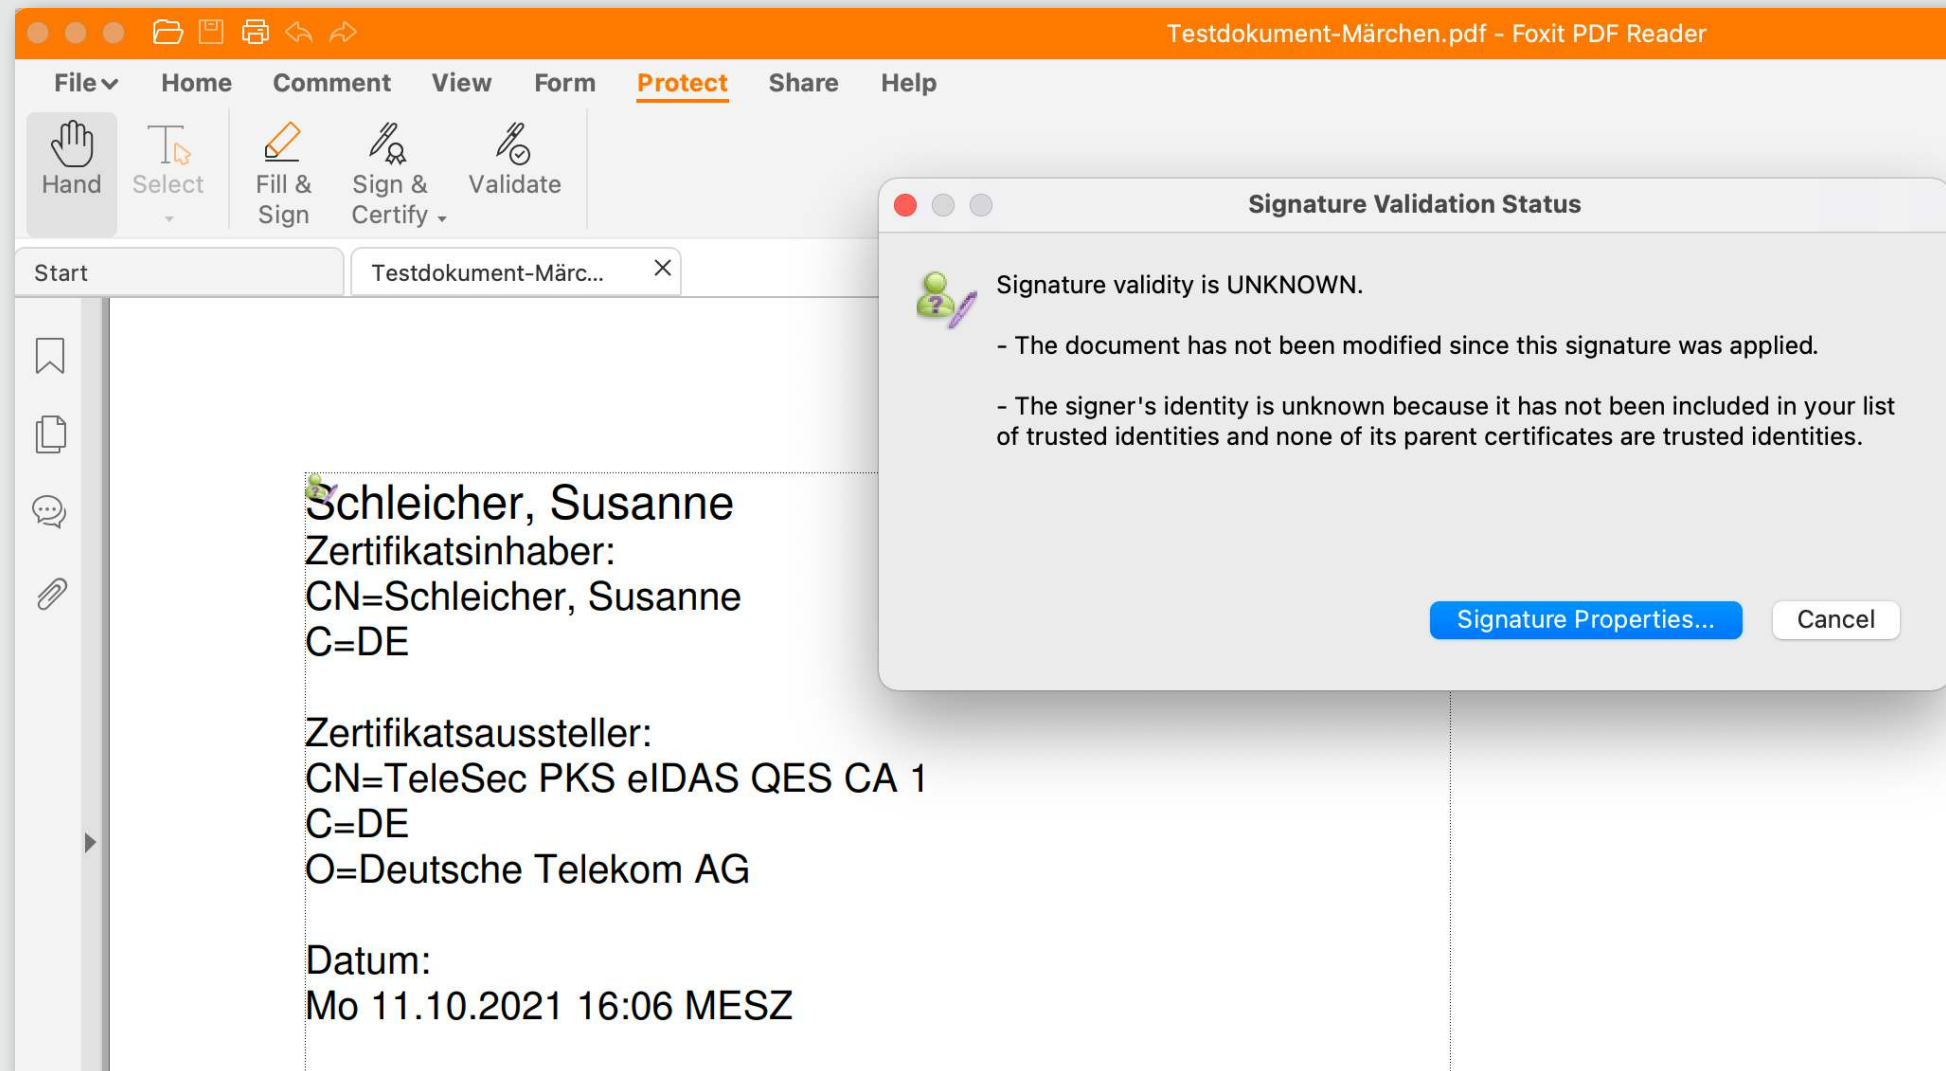 Testdokument-Märchen.pdf - Foxit PDF Reader
File Home Comment View Form Protect Share Help
Hand
Select
Fill &
Sign
Sign &
Certify
Validate
Start
Testdokument-Märc...
Signature Validation Status
Signature validity is UNKNOWN.
- The document has not been modified since this signature was applied.
- The signer's identity is unknown because it has not been included in your list
of trusted identities and none of its parent certificates are trusted identities.
Signature Properties...
Cancel
Schleicher, Susanne
Zertifikatsinhaber:
CN=Schleicher, Susanne
C=DE
Zertifikatsaussteller:
CN=TeleSec PKS eIDAS QES CA 1
C=DE
O=Deutsche Telekom AG
Datum:
Mo 11.10.2021 16:06 MESZ